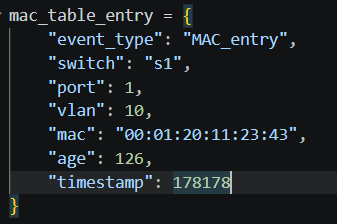 mac_table_entry = {
    "event_type": "MAC_entry",
    "switch": "s1",
    "port": 1,
    "vlan": 10,
    "mac": "00:01:20:11:23:43",
    "age": 126,
    "timestamp": 178178
}